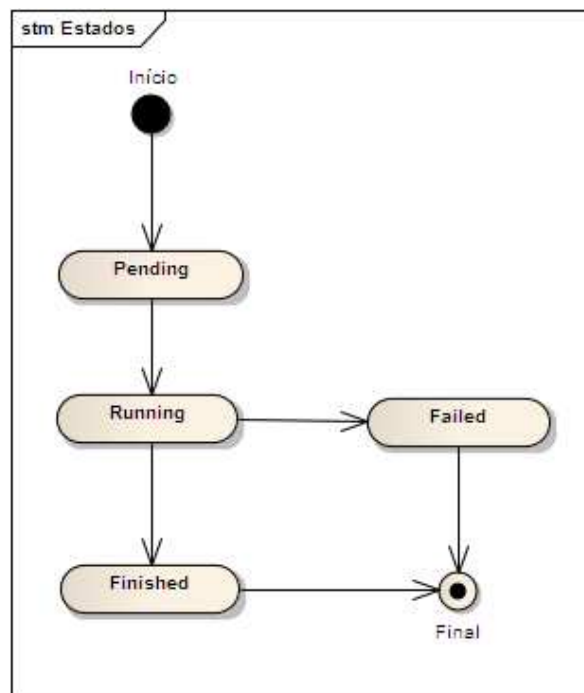 stm Estados
Início
Pending
Running
Failed
Finished
Final